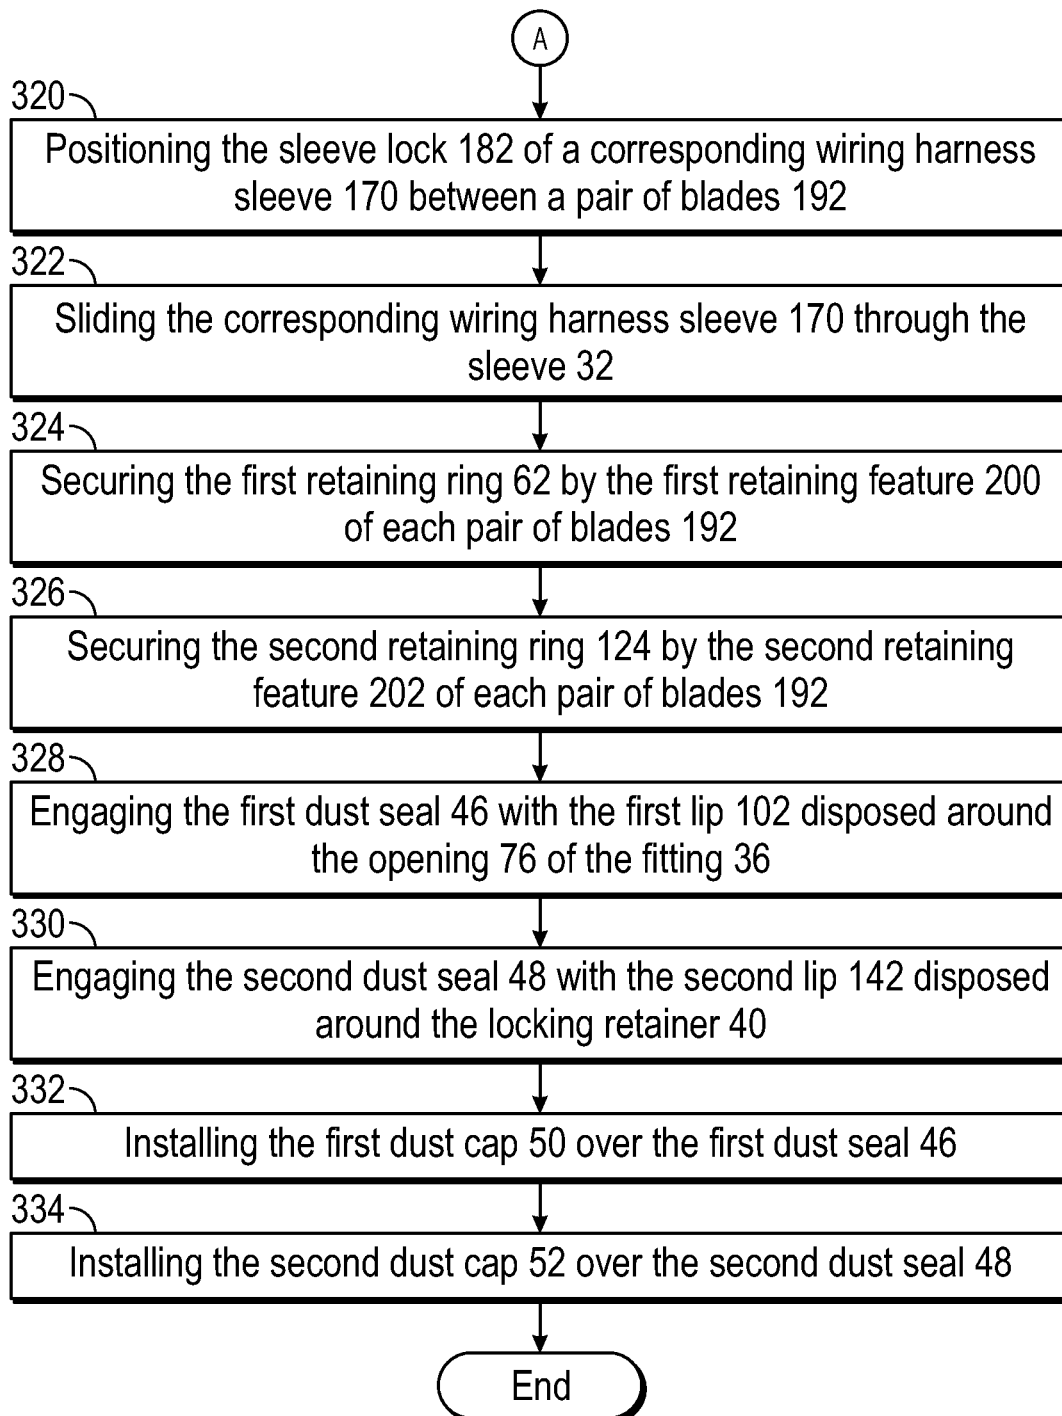 A
320
Positioning the sleeve lock 182 of a corresponding wiring harness
sleeve 170 between a pair of blades 192
322
Sliding the corresponding wiring harness sleeve 170 through the
sleeve 32
324
Securing the first retaining ring 62 by the first retaining feature 200
of each pair of blades 192
326
Securing the second retaining ring 124 by the second retaining
feature 202 of each pair of blades 192
328
Engaging the first dust seal 46 with the first lip 102 disposed around
the opening 76 of the fitting 36
330
Engaging the second dust seal 48 with the second lip 142 disposed
around the locking retainer 40
332
Installing the first dust cap 50 over the first dust seal 46
334
Installing the second dust cap 52 over the second dust seal 48
End